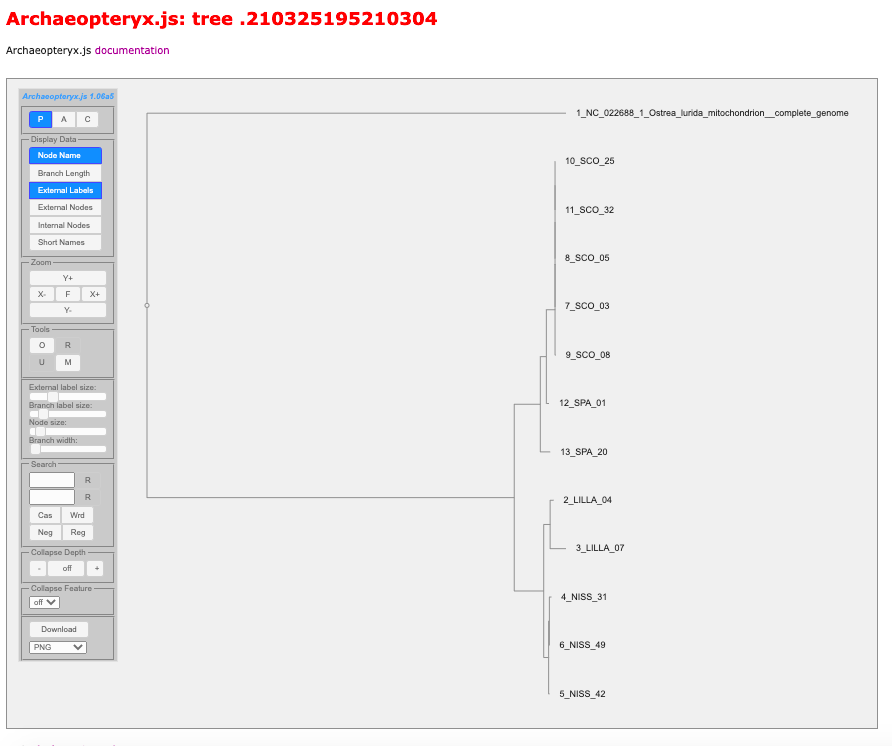 Archaeopteryx.js: tree .210325195210304
Archaeopteryx.js documentation
Archaeopteryx.js 1.06a5
P A C
Display Data
Node Name
Branch Length
External Labels
External Nodes
Internal Nodes
Short Names
Zoom
Y+
X- F X+
Y-
Tools
O R
U M
External label size:
Branch label size:
Node size:
Branch width:
Search
R
R
Cas Wrd
Neg Reg
Collapse Depth
- off +
Collapse Feature
off
Download
PNG
1_NC_022688_1_Ostrea_lurida_mitochondrion__complete_genome
10_SCO_25
11_SCO_32
8_SCO_05
7_SCO_03
9_SCO_08
12_SPA_01
13_SPA_20
2_LILLA_04
3_LILLA_07
4_NISS_31
6_NISS_49
5_NISS_42